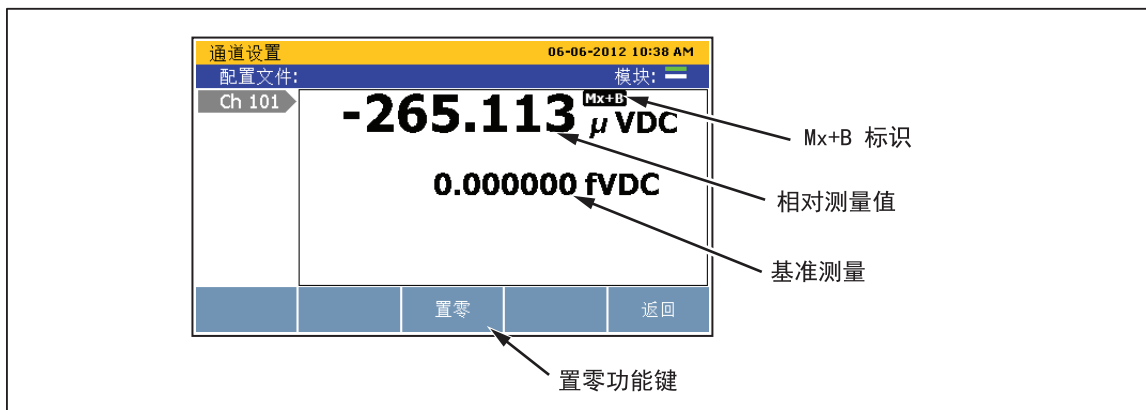 通道设置 06-06-2012 10:38 AM
配置文件: 模块:
Ch 101
-265.113 Mx+B μ VDC
0.000000 fVDC
置零 返回
Mx+B 标识
相对测量值
基准测量
置零功能键